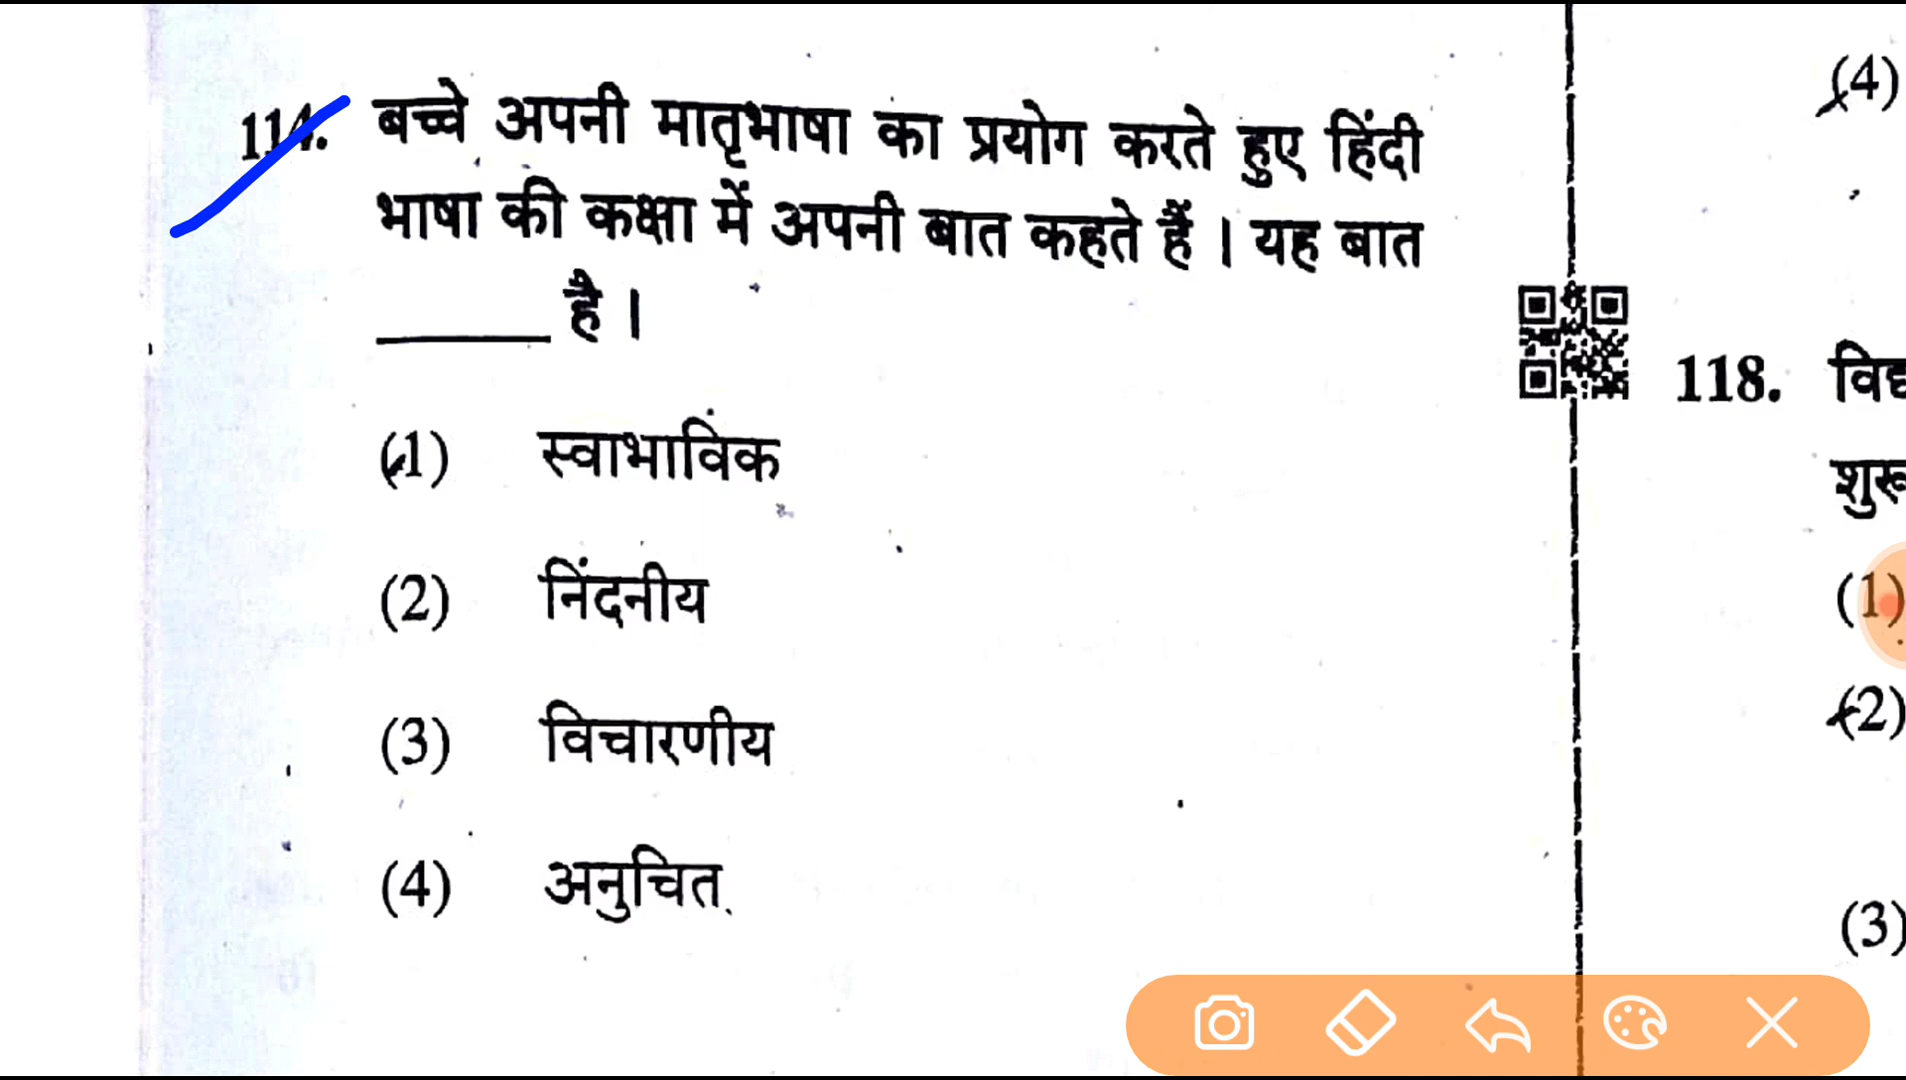 114. बच्चे अपनी मातृभाषा का प्रयोग करते हुए हिंदी
भाषा की कक्षा में अपनी बात कहते हैं । यह बात
______ है ।
(1) स्वाभाविक
(2) निंदनीय
(3) विचारणीय
(4) अनुचित
(4)
118.
(1)
(2)
(3)